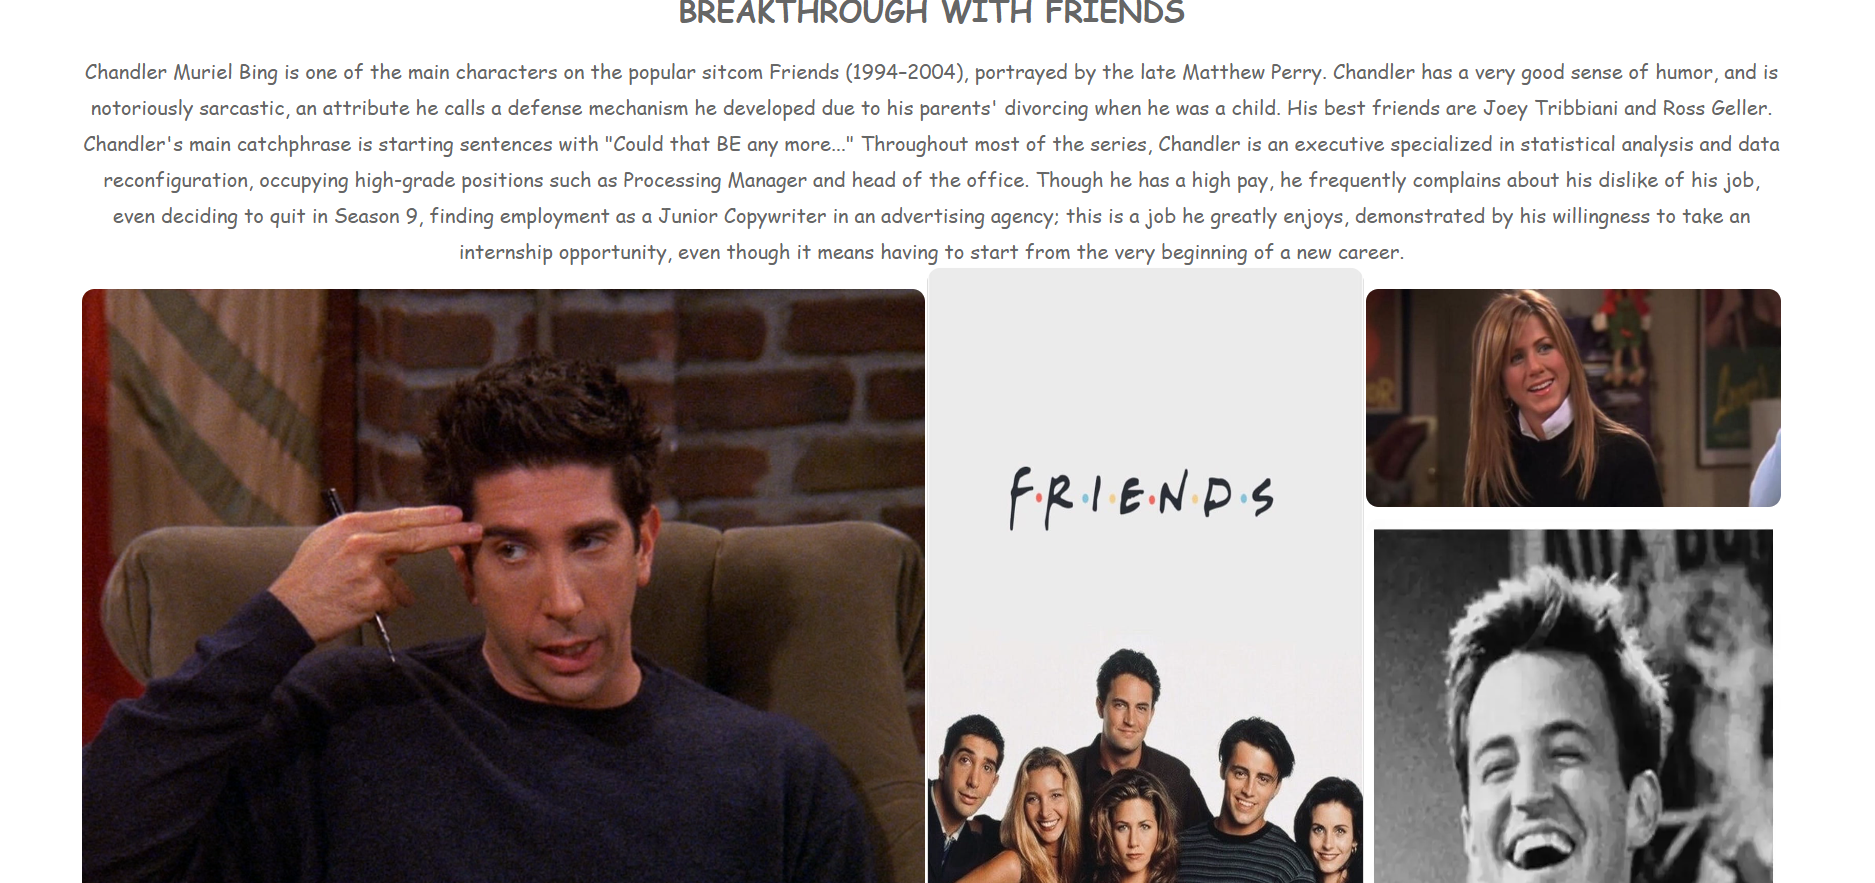 BREAKTHROUGH WITH FRIENDS
Chandler Muriel Bing is one of the main characters on the popular sitcom Friends (1994–2004), portrayed by the late Matthew Perry. Chandler has a very good sense of humor, and is
notoriously sarcastic, an attribute he calls a defense mechanism he developed due to his parents' divorcing when he was a child. His best friends are Joey Tribbiani and Ross Geller.
Chandler's main catchphrase is starting sentences with "Could that BE any more..." Throughout most of the series, Chandler is an executive specialized in statistical analysis and data
reconfiguration, occupying high-grade positions such as Processing Manager and head of the office. Though he has a high pay, he frequently complains about his dislike of his job,
even deciding to quit in Season 9, finding employment as a Junior Copywriter in an advertising agency; this is a job he greatly enjoys, demonstrated by his willingness to take an
internship opportunity, even though it means having to start from the very beginning of a new career.
F·R·I·E·N·D·S